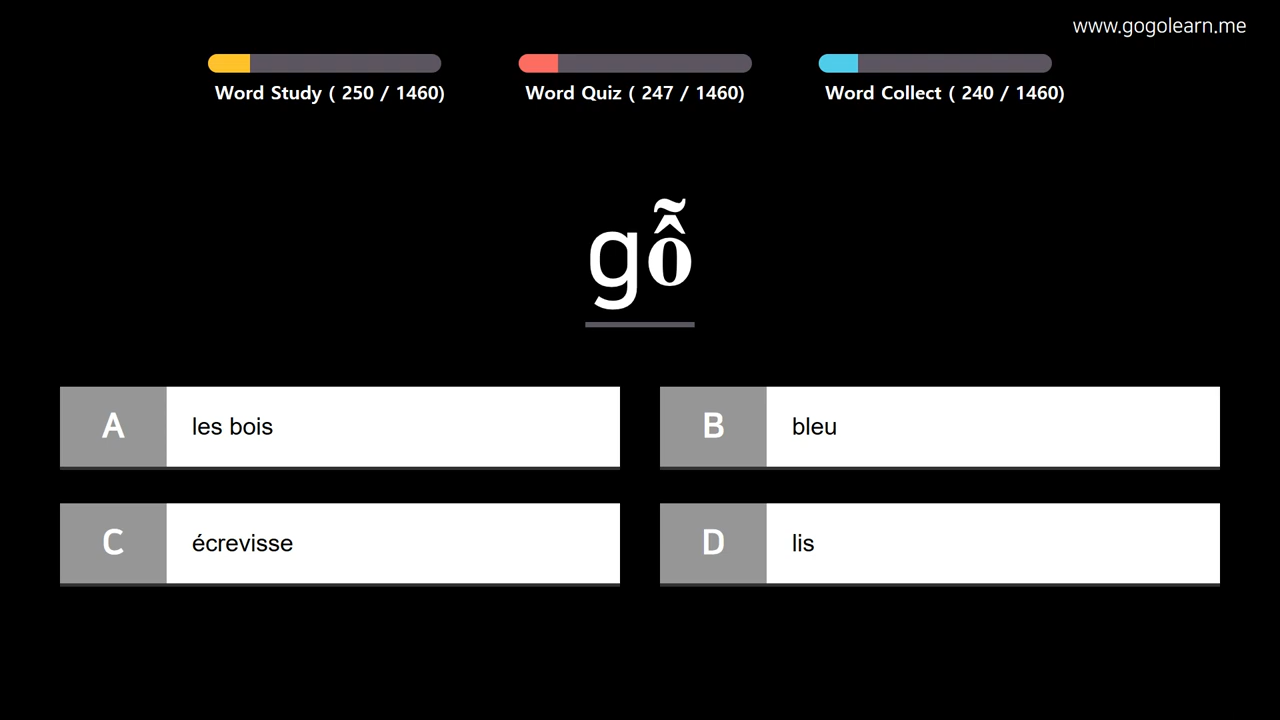 www.gogolearn.me
Word Study ( 250 / 1460)
Word Quiz ( 247 / 1460)
Word Collect ( 240 / 1460)
gỗ
A les bois
B bleu
C écrevisse
D lis